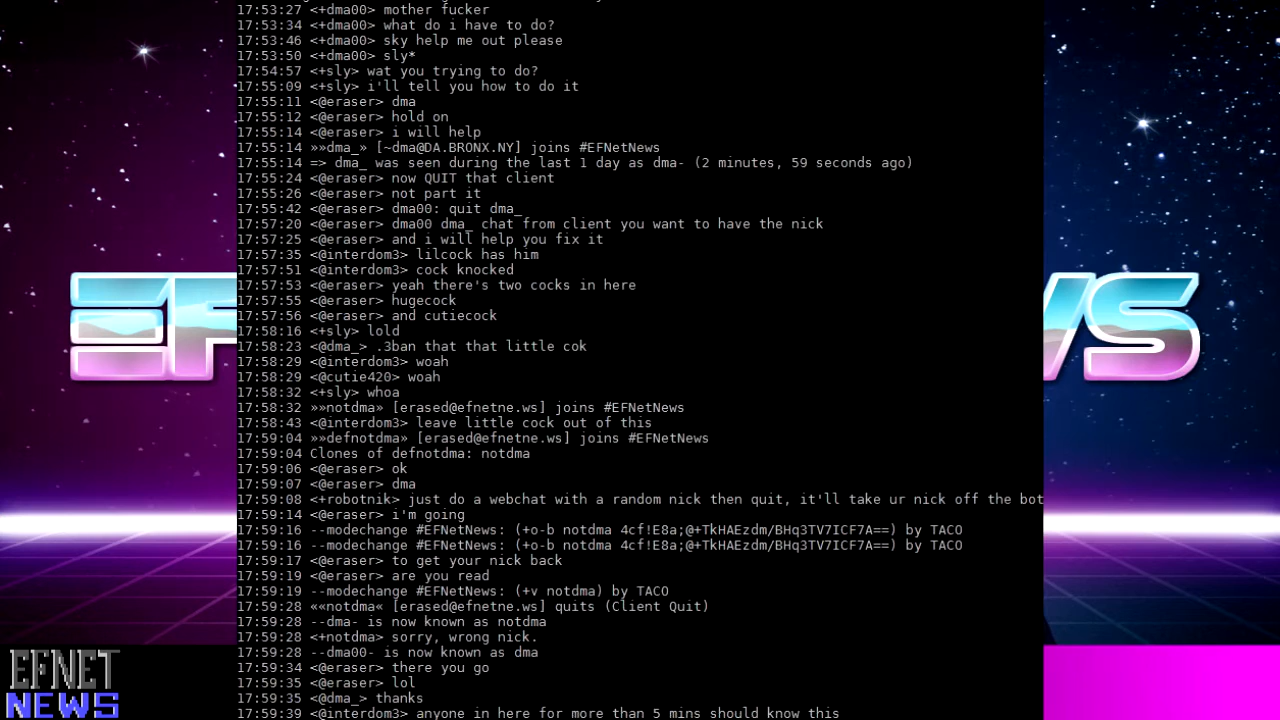 17:53:27 <+dma00> mother fucker
17:53:34 <+dma00> what do i have to do?
17:53:46 <+dma00> sky help me out please
17:53:50 <+dma00> sly*
17:54:57 <+sly> wat you trying to do?
17:55:09 <+sly> i'll tell you how to do it
17:55:11 <@eraser> dma
17:55:12 <@eraser> hold on
17:55:14 <@eraser> i will help
17:55:14 »»dma_» [~dma@DA.BRONX.NY] joins #EFNetNews
17:55:14 => dma_ was seen during the last 1 day as dma- (2 minutes, 59 seconds ago)
17:55:24 <@eraser> now QUIT that client
17:55:26 <@eraser> not part it
17:55:42 <@eraser> dma00: quit dma_
17:57:20 <@eraser> dma00 dma_ chat from client you want to have the nick
17:57:25 <@eraser> and i will help you fix it
17:57:35 <@interdom3> lilcock has him
17:57:51 <@interdom3> cock knocked
17:57:53 <@eraser> yeah there's two cocks in here
17:57:55 <@eraser> hugecock
17:57:56 <@eraser> and cutiecock
17:58:16 <+sly> lold
17:58:23 <@dma_> .3ban that that little cok
17:58:29 <@interdom3> woah
17:58:29 <@cutie420> woah
17:58:32 <+sly> whoa
17:58:32 »»notdma» [erased@efnetne.ws] joins #EFNetNews
17:58:43 <@interdom3> leave little cock out of this
17:59:04 »»defnotdma» [erased@efnetne.ws] joins #EFNetNews
17:59:04 Clones of defnotdma: notdma
17:59:06 <@eraser> ok
17:59:07 <@eraser> dma
17:59:08 <+robotnik> just do a webchat with a random nick then quit, it'll take ur nick off the bot
17:59:14 <@eraser> i'm going
17:59:16 --modechange #EFNetNews: (+o-b notdma 4cf!E8a;@+TkHAEzdm/BHq3TV7ICF7A==) by TACO
17:59:16 --modechange #EFNetNews: (+o-b notdma 4cf!E8a;@+TkHAEzdm/BHq3TV7ICF7A==) by TACO
17:59:17 <@eraser> to get your nick back
17:59:19 <@eraser> are you read
17:59:19 --modechange #EFNetNews: (+v notdma) by TACO
17:59:28 ««notdma« [erased@efnetne.ws] quits (Client Quit)
17:59:28 --dma- is now known as notdma
17:59:28 <+notdma> sorry, wrong nick.
17:59:28 --dma00- is now known as dma
17:59:34 <@eraser> there you go
17:59:35 <@eraser> lol
17:59:35 <@dma_> thanks
17:59:39 <@interdom3> anyone in here for more than 5 mins should know this
EFNET
NEWS